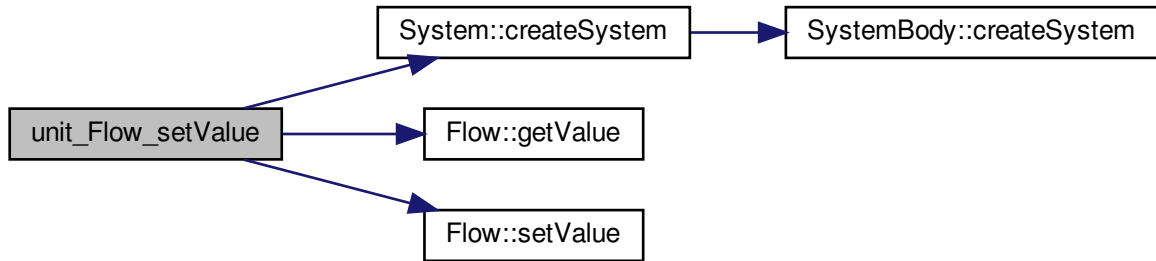 System::createSystem
SystemBody::createSystem
unit_Flow_setValue
Flow::getValue
Flow::setValue